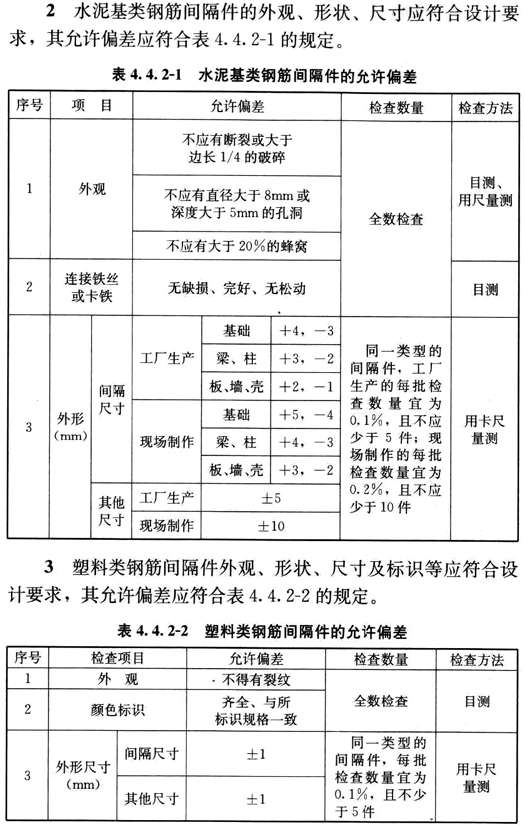 2 水泥基类钢筋间隔件的外观、形状、尺寸应符合设计要
求，其允许偏差应符合表 4.4.2-1 的规定。
表 4.4.2-1 水泥基类钢筋间隔件的允许偏差
序号 项 目 允许偏差 检查数量 检查方法
1 外观
不应有断裂或大于
边长 1/4 的破碎
不应有直径大于 8mm 或
深度大于 5mm 的孔洞
不应有大于 20%的蜂窝
全数检查
目测、
用尺量测
2
连接铁丝
或卡铁
无缺损、完好、无松动
目测
3
外形
(mm)
间隔
尺寸
工厂生产
基础 +4，-3
梁、柱 +3，-2
板、墙、壳 +2，-1
现场制作
基础 +5，-4
梁、柱 +4，-3
板、墙、壳 +3，-2
其他
尺寸
工厂生产 ±5
现场制作 ±10
同一类型的
间隔件，工厂
生产的每批检
查数量宜为
0.1%，且不应
少于 5 件；现
场制作的每批
检查数量宜为
0.2%，且不应
少于 10 件
用卡尺
量测
3 塑料类钢筋间隔件外观、形状、尺寸及标识等应符合设
计要求，其允许偏差应符合表 4.4.2-2 的规定。
表 4.4.2-2 塑料类钢筋间隔件的允许偏差
序号 检查项目 允许偏差 检查数量 检查方法
1 外 观 不得有裂纹
2 颜色标识
齐全、与所
标识规格一致
全数检查 目测
3
外形尺寸
(mm)
间隔尺寸 ±1
其他尺寸 ±1
同一类型的
间隔件，每批
检查数量宜为
0.1%，且不少
于 5 件
用卡尺
量测